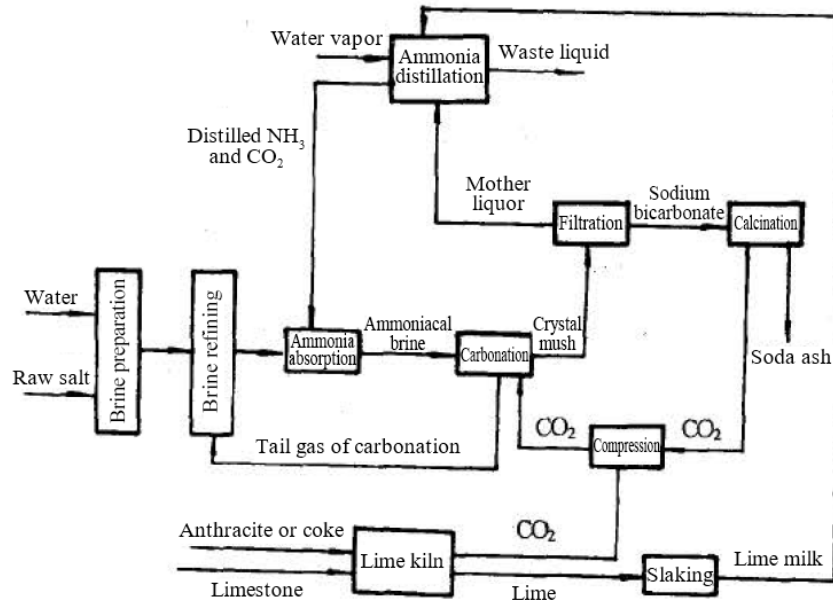 Water vapor
Ammonia
distillation
Waste liquid
Distilled NH₃
and CO₂
Mother
liquor
Filtration
Sodium
bicarbonate
Calcination
Water
Raw salt
Brine preparation
Brine refining
Ammonia
absorption
Ammoniacal
brine
Carbonation
Crystal
mush
Soda ash
Tail gas of carbonation
CO₂
Compression
CO₂
Anthracite or coke
Limestone
Lime kiln
CO₂
Lime
Slaking
Lime milk